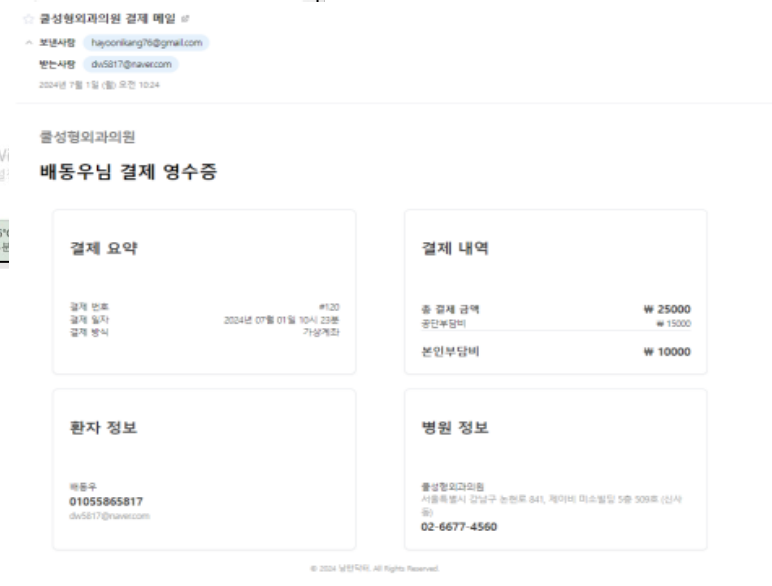 쿨성형외과의원 결제 메일
보낸사람 hayoonikang76@gmail.com
받는사람 dw5817@naver.com
2024년 7월 1일 (월) 오전 10:24
쿨성형외과의원
배동우님 결제 영수증
결제 요약
결제 번호 #120
결제 일자 2024년 07월 01일 10시 23분
결제 방식 가상계좌
결제 내역
총 결제 금액 ₩ 25000
공단부담비 ₩ 15000
본인부담비 ₩ 10000
환자 정보
배동우
01055865817
dw5817@naver.com
병원 정보
쿨성형외과의원
서울특별시 강남구 논현로 841, 제이비 미소빌딩 5층 509호 (신사
동)
02-6677-4560
© 2024 낭만닥터, All Rights Reserved.